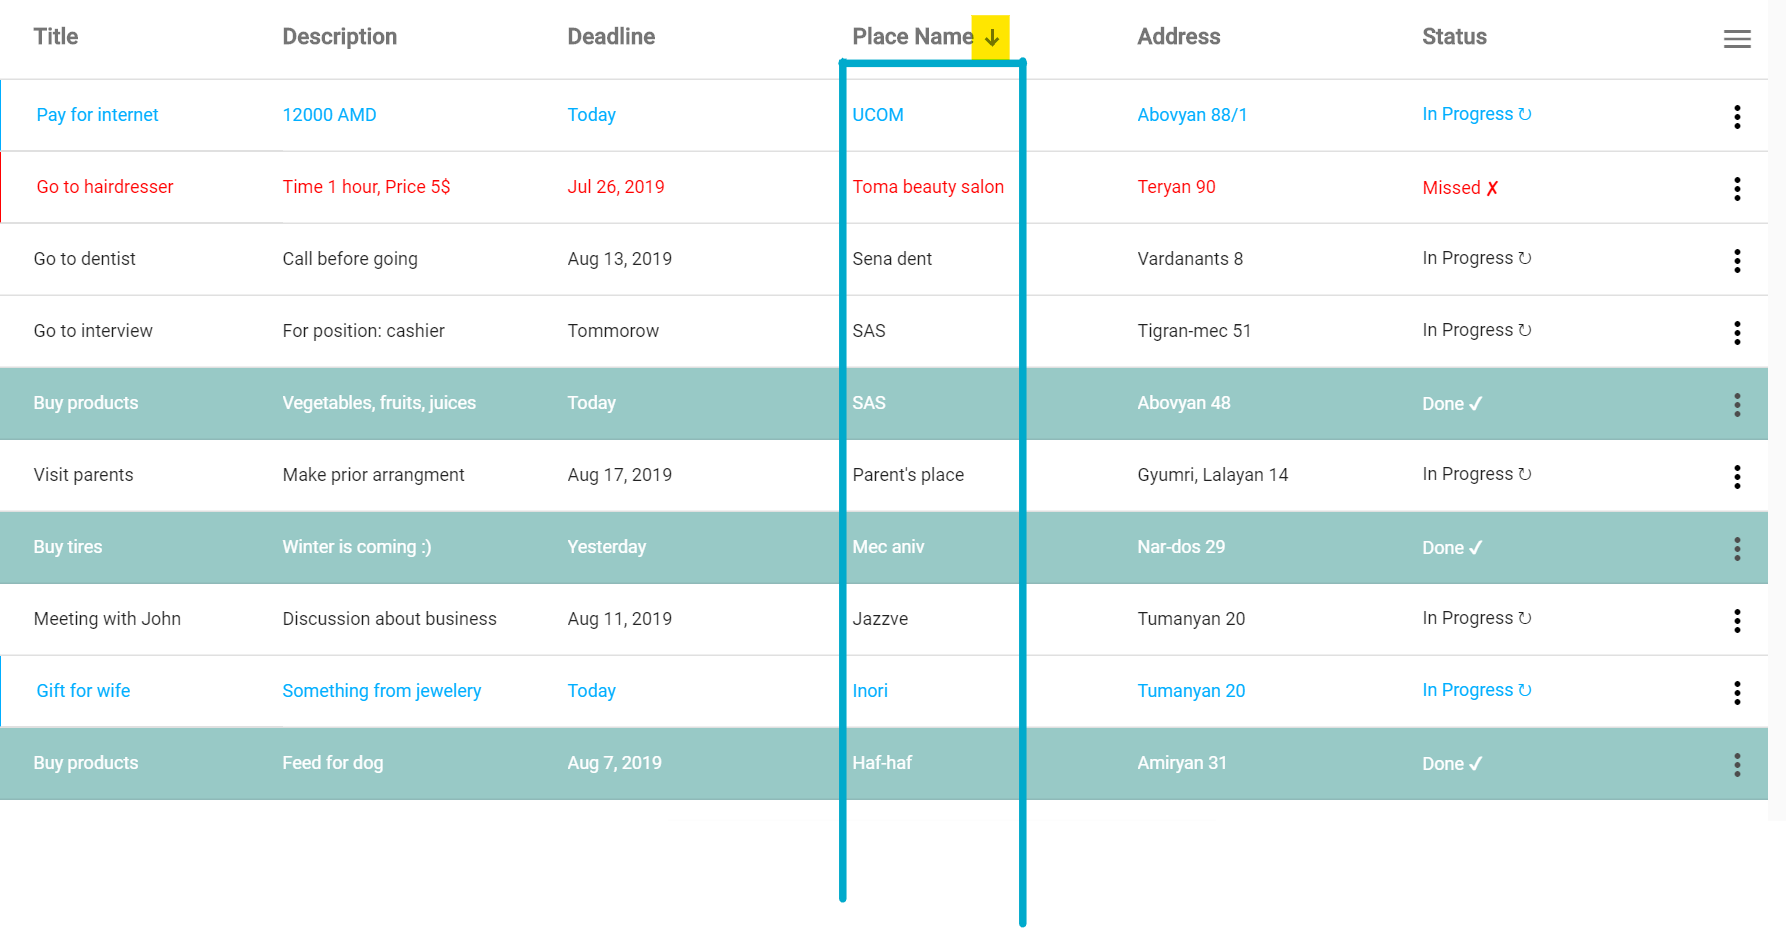 Title Description Deadline Place Name ↓ Address Status
Pay for internet 12000 AMD Today UCOM Abovyan 88/1 In Progress ↻
Go to hairdresser Time 1 hour, Price 5$ Jul 26, 2019 Toma beauty salon Teryan 90 Missed ✗
Go to dentist Call before going Aug 13, 2019 Sena dent Vardanants 8 In Progress ↻
Go to interview For position: cashier Tommorow SAS Tigran-mec 51 In Progress ↻
Buy products Vegetables, fruits, juices Today SAS Abovyan 48 Done ✓
Visit parents Make prior arrangment Aug 17, 2019 Parent's place Gyumri, Lalayan 14 In Progress ↻
Buy tires Winter is coming :) Yesterday Mec aniv Nar-dos 29 Done ✓
Meeting with John Discussion about business Aug 11, 2019 Jazzve Tumanyan 20 In Progress ↻
Gift for wife Something from jewelery Today Inori Tumanyan 20 In Progress ↻
Buy products Feed for dog Aug 7, 2019 Haf-haf Amiryan 31 Done ✓